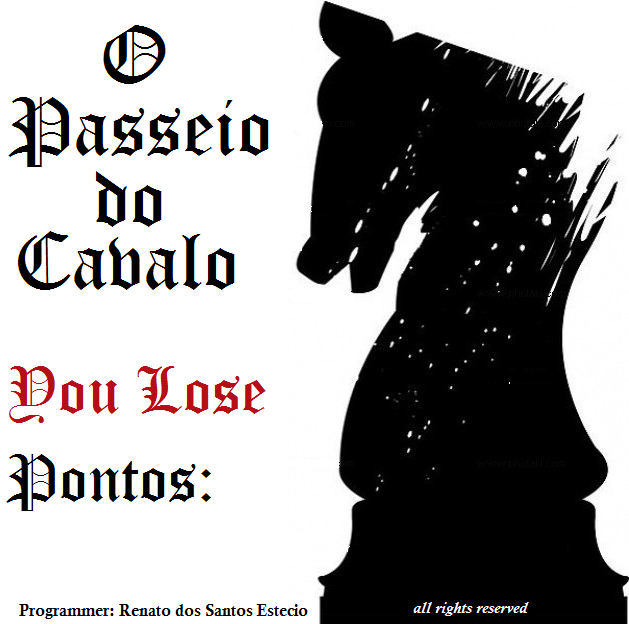 O
Passeio
do
Cavalo
You Lose
Pontos:
Programmer: Renato dos Santos Estecio
all rights reserved